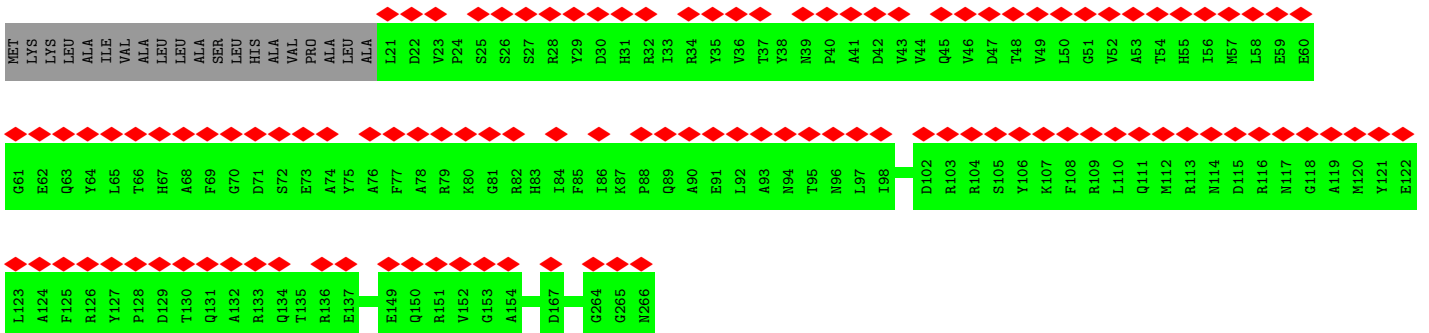 MET LYS LYS LEU ALA ILE VAL ALA LEU LEU ALA SER LEU HIS ALA VAL PRO ALA LEU ALA L21 D22 V23 P24 S25 S26 S27 R28 Y29 D30 H31 R32 I33 R34 Y35 V36 T37 Y38 N39 P40 A41 D42 V43 V44 Q45 V46 D47 T48 V49 L50 G51 V52 A53 T54 H55 I56 M57 L58 E59 E60
G61 E62 Q63 Y64 L65 T66 H67 A68 F69 G70 D71 S72 E73 A74 Y75 A76 F77 A78 R79 K80 G81 R82 H83 I84 F85 I86 K87 P88 Q89 A90 E91 L92 A93 N94 T95 N96 L97 I98 D102 R103 R104 S105 Y106 K107 F108 R109 L110 Q111 M112 R113 N114 D115 R116 N117 G118 A119 M120 Y121 E122
L123 A124 F125 R126 Y127 P128 D129 T130 Q131 A132 R133 Q134 T135 R136 E137 E149 Q150 R151 V152 G153 A154 D167 G264 G265 N266